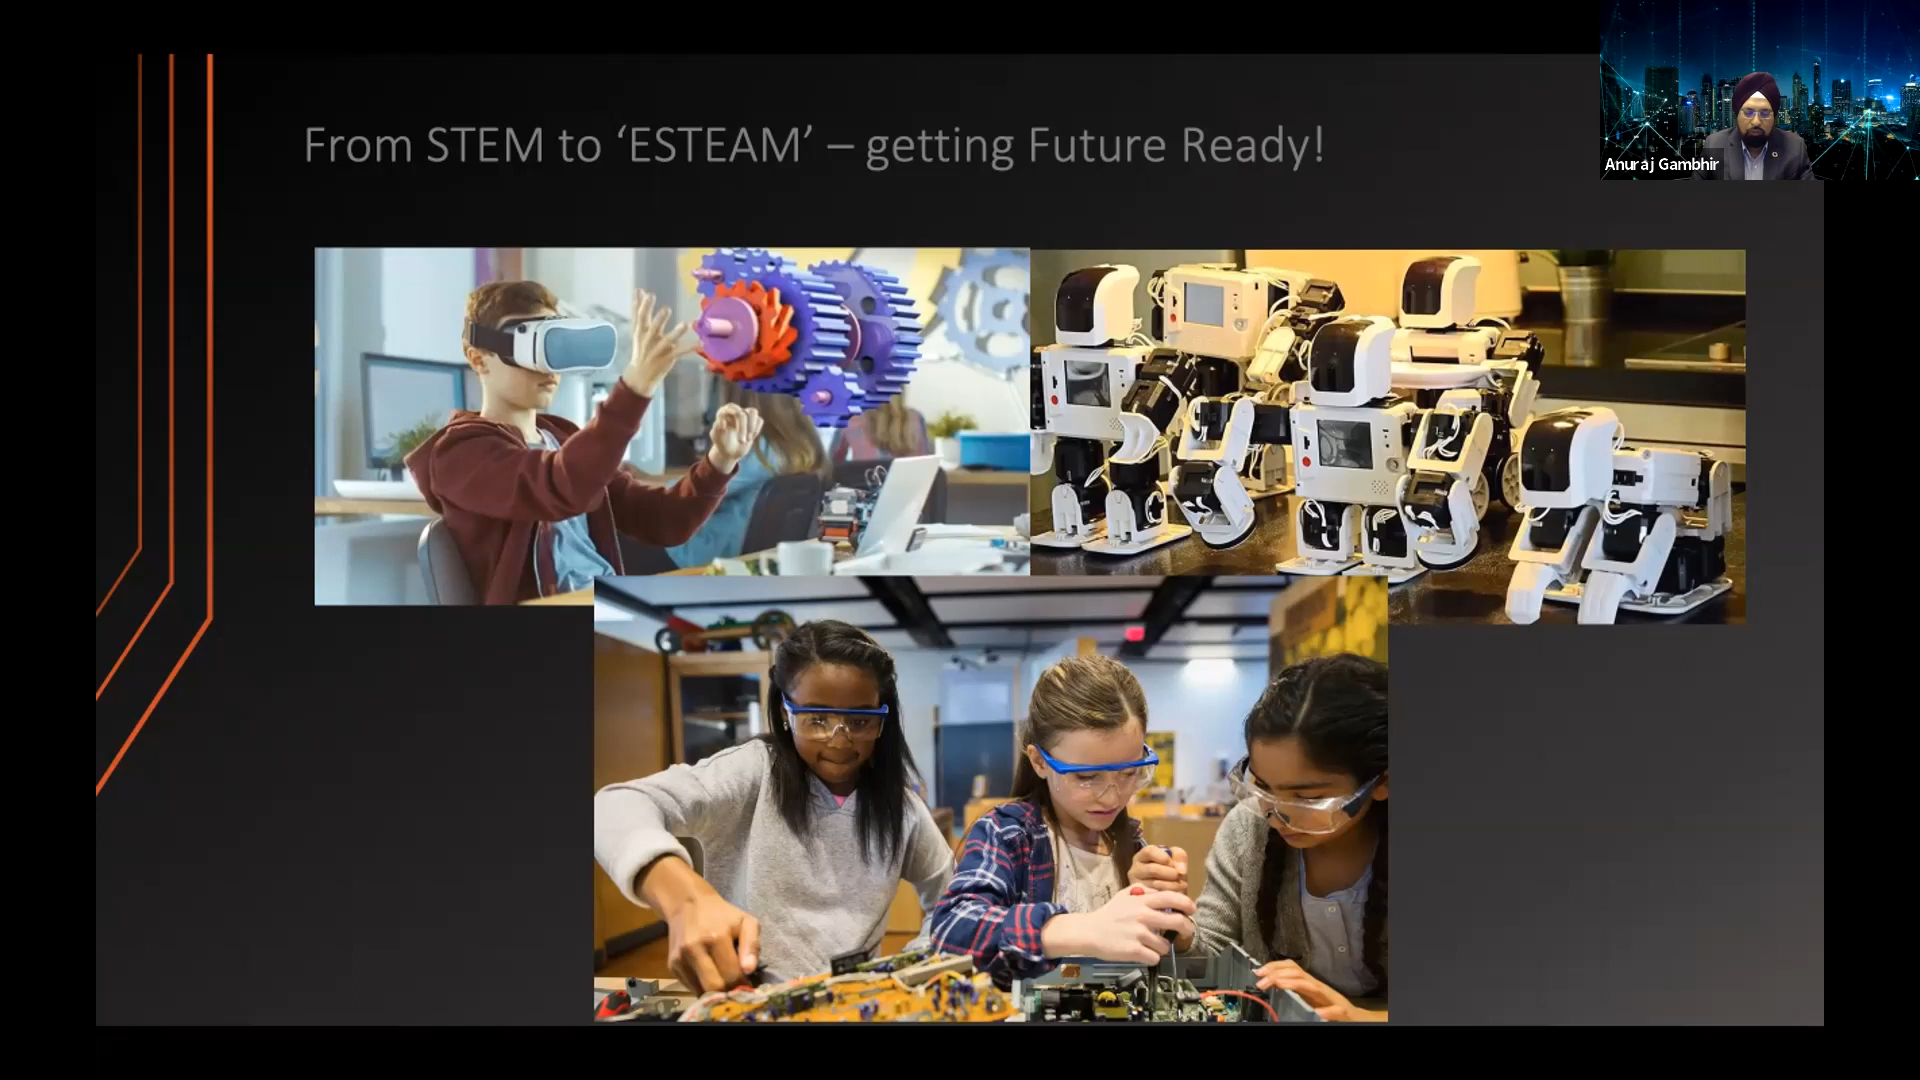 From STEM to ‘ESTEAM’ – getting Future Ready!
Anuraj Gambhir